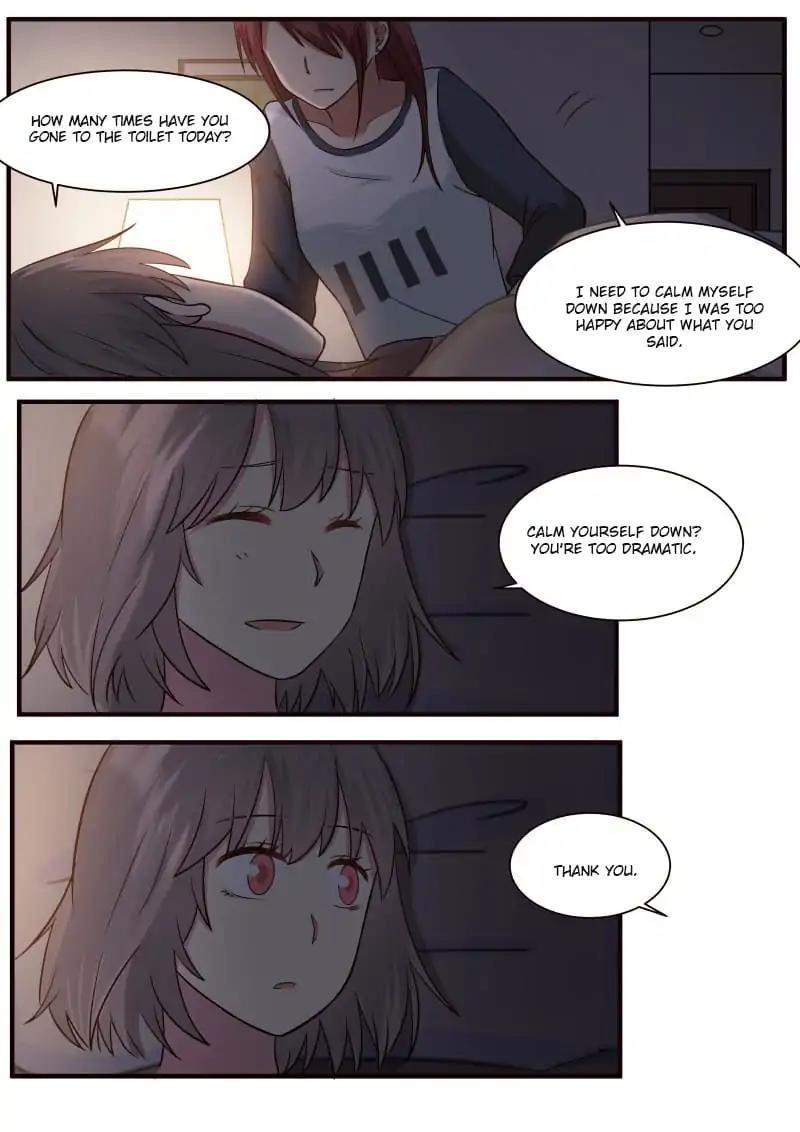 HOW MANY TIMES HAVE YOU
GONE TO THE TOILET TODAY?
I NEED TO CALM MYSELF
DOWN BECAUSE I WAS TOO
HAPPY ABOUT WHAT YOU
SAID.
CALM YOURSELF DOWN?
YOU'RE TOO DRAMATIC.
THANK YOU.